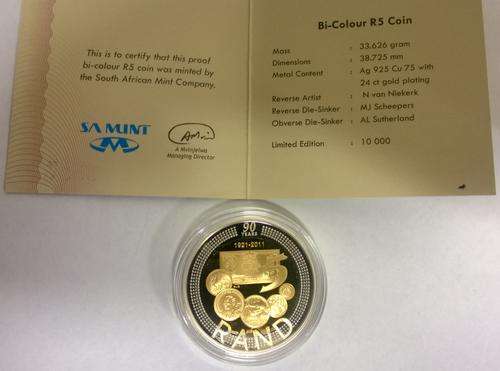 This is to certify that this proof
bi-colour R5 coin was minted by
the South African Mint Company.
SA MINT
A Mvinjelwa
Managing Director
Bi-Colour R5 Coin
Mass : 33.626 gram
Dimensions : 38.725 mm
Metal Content : Ag 925 Cu 75 with
24 ct gold plating
Reverse Artist : N van Niekerk
Reverse Die-Sinker : MJ Scheepers
Obverse Die-Sinker : AL Sutherland
Limited Edition : 10 000
90
YEARS
1921-2011
RAND